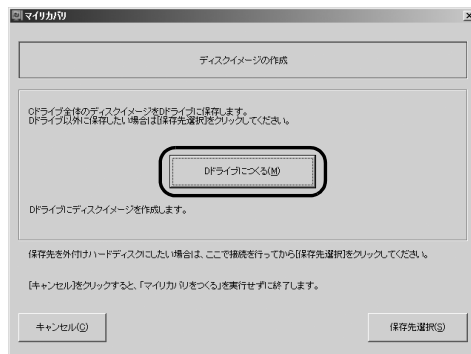 マイリカバリ
ディスクイメージの作成
Cドライブ全体のディスクイメージをDドライブに保存します。
Dドライブ以外に保存したい場合は[保存先選択]をクリックしてください。
Dドライブにつくる(M)
Dドライブにディスクイメージを作成します。
保存先を外付けハードディスクにしたい場合は、ここで接続を行ってから[保存先選択]をクリックしてください。
[キャンセル]をクリックすると、「マイリカバリをつくる」を実行せずに終了します。
キャンセル(C)
保存先選択(S)